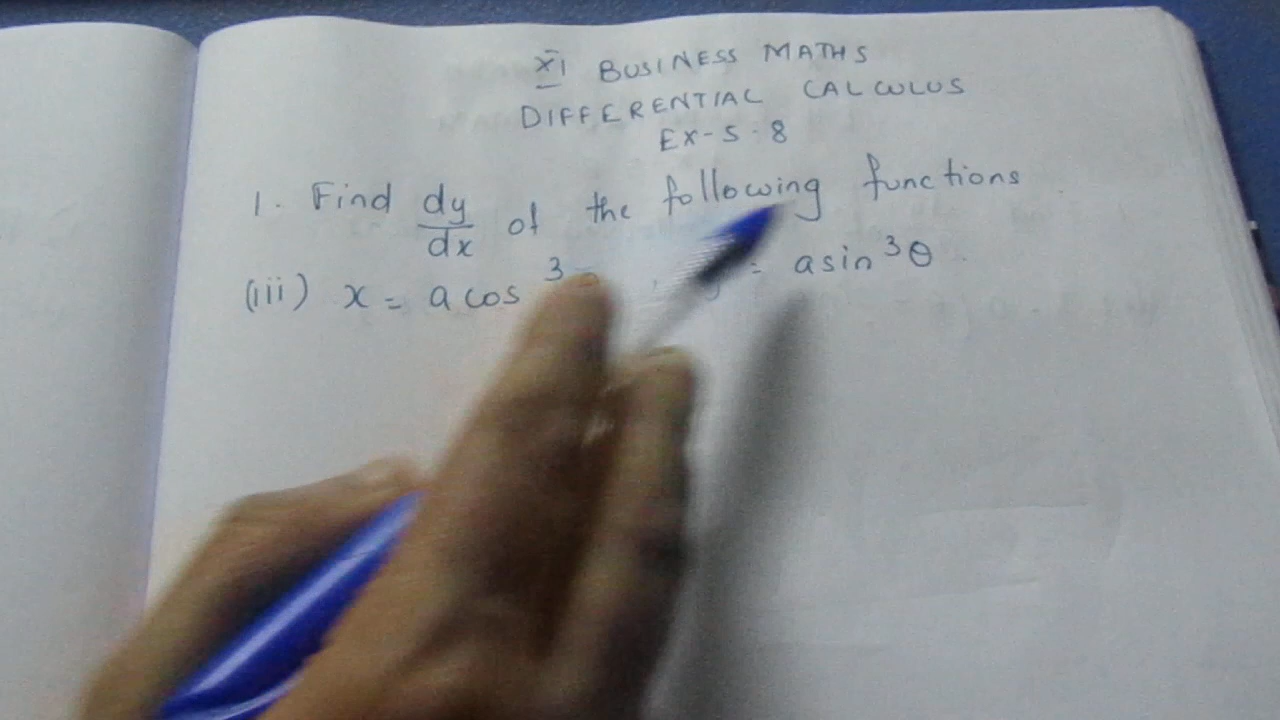 XI BUSINESS MATHS
DIFFERENTIAL CALCULUS
EX-5.8
1. Find dy/dx of the following functions
(iii) x = a cos³ = a sin³θ